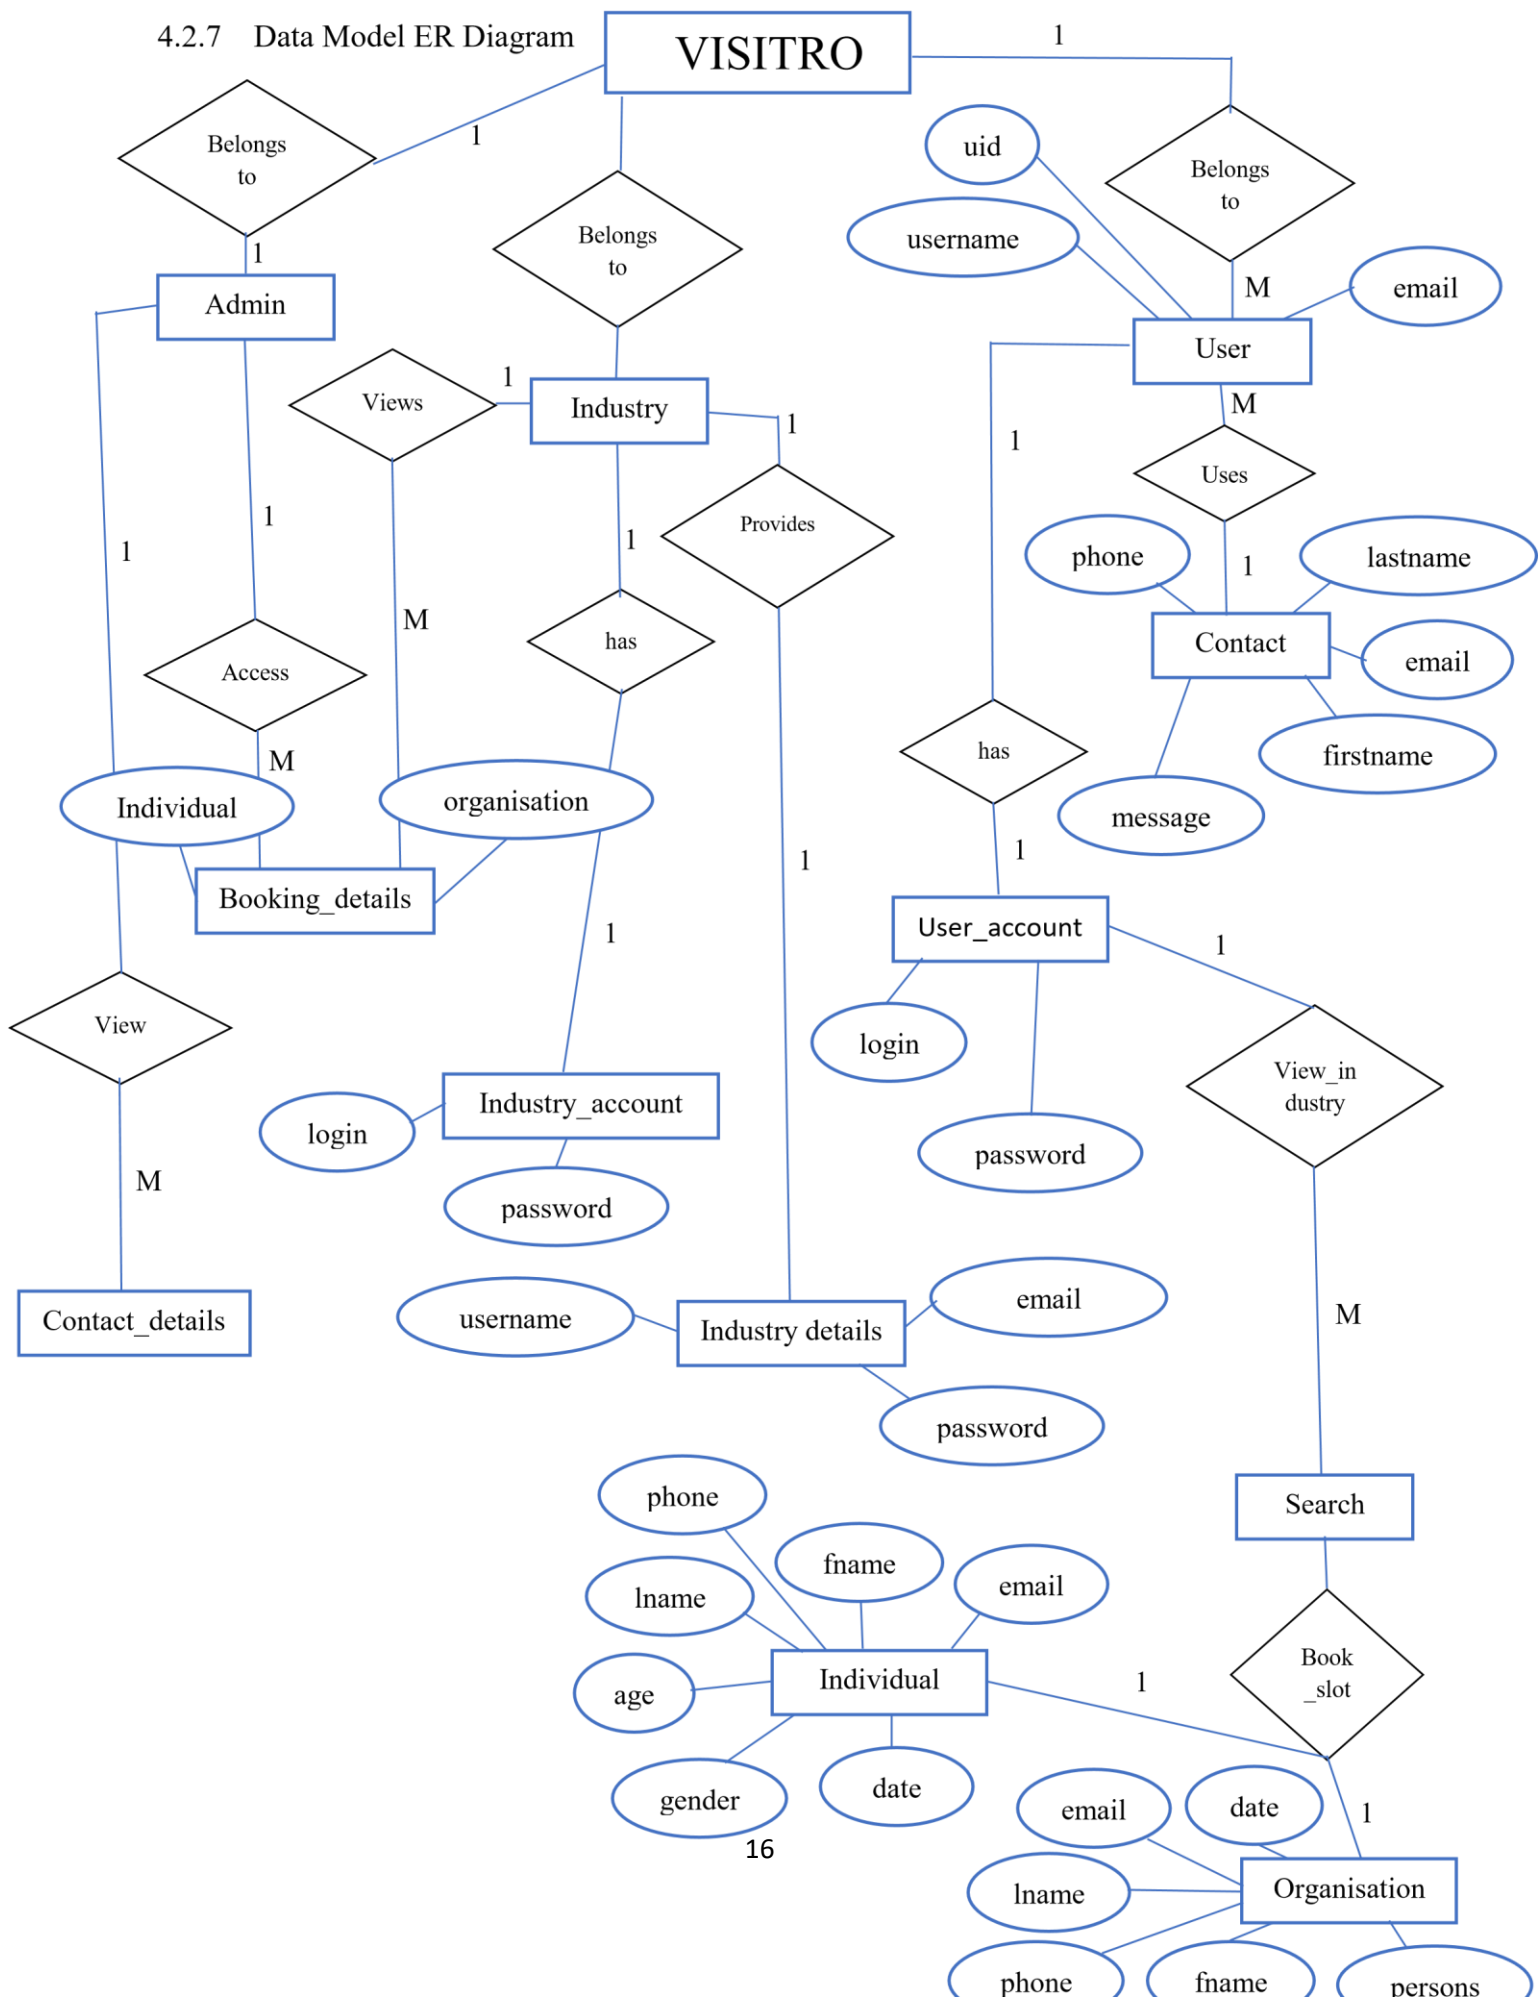 4.2.7 Data Model ER Diagram
VISITRO
1
1
Belongs
to
uid
Belongs
to
Belongs
to
username
1
M
email
Admin
User
Views
1
Industry
1
M
1
Uses
Provides
1
1
1
phone
lastname
1
M
has
Contact
email
Access
has
firstname
M
Individual
organisation
message
1
1
Booking_details
1
User_account
1
View
login
View_in
dustry
Industry_account
login
password
M
password
email
username
Industry details
M
Contact_details
password
phone
Search
fname
email
lname
Book
_slot
Individual
1
age
date
gender
email
date
1
16
lname
Organisation
phone
fname
persons